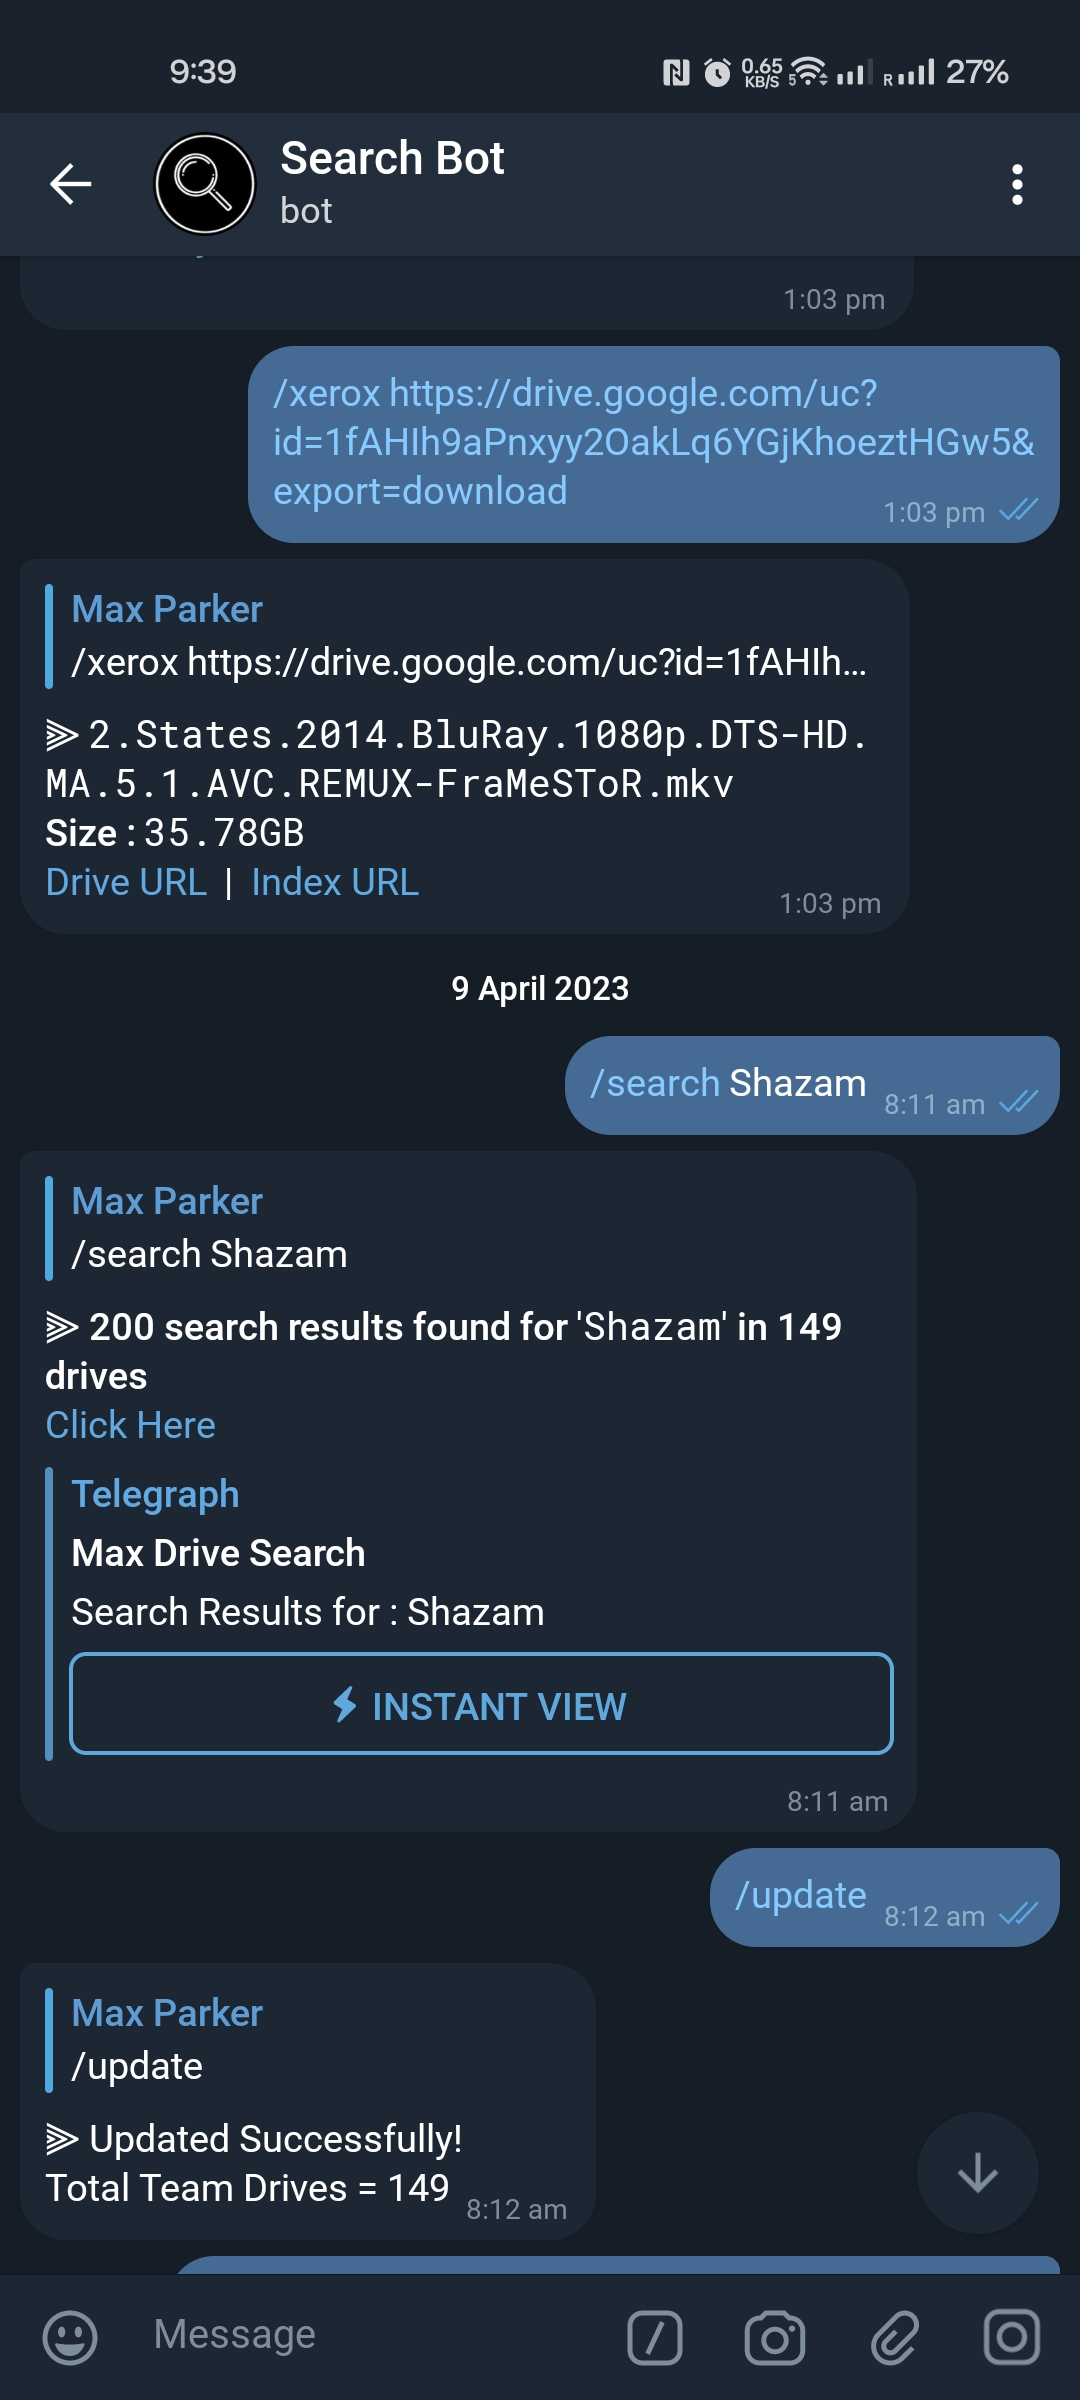 9:39
0.65
KB/S
5
R
27%
Search Bot
bot
1:03 pm
/xerox https://drive.google.com/uc?
id=1fAHIh9aPnxyy2OakLq6YGjKhoeztHGw5&
export=download
1:03 pm
Max Parker
/xerox https://drive.google.com/uc?id=1fAHIh...
⫸ 2.States.2014.BluRay.1080p.DTS-HD.
MA.5.1.AVC.REMUX-FraMeSToR.mkv
Size :35.78GB
Drive URL | Index URL
1:03 pm
9 April 2023
/search Shazam
8:11 am
Max Parker
/search Shazam
⫸ 200 search results found for 'Shazam' in 149
drives
Click Here
Telegraph
Max Drive Search
Search Results for : Shazam
INSTANT VIEW
8:11 am
/update
8:12 am
Max Parker
/update
⫸ Updated Successfully!
Total Team Drives = 149
8:12 am
Message